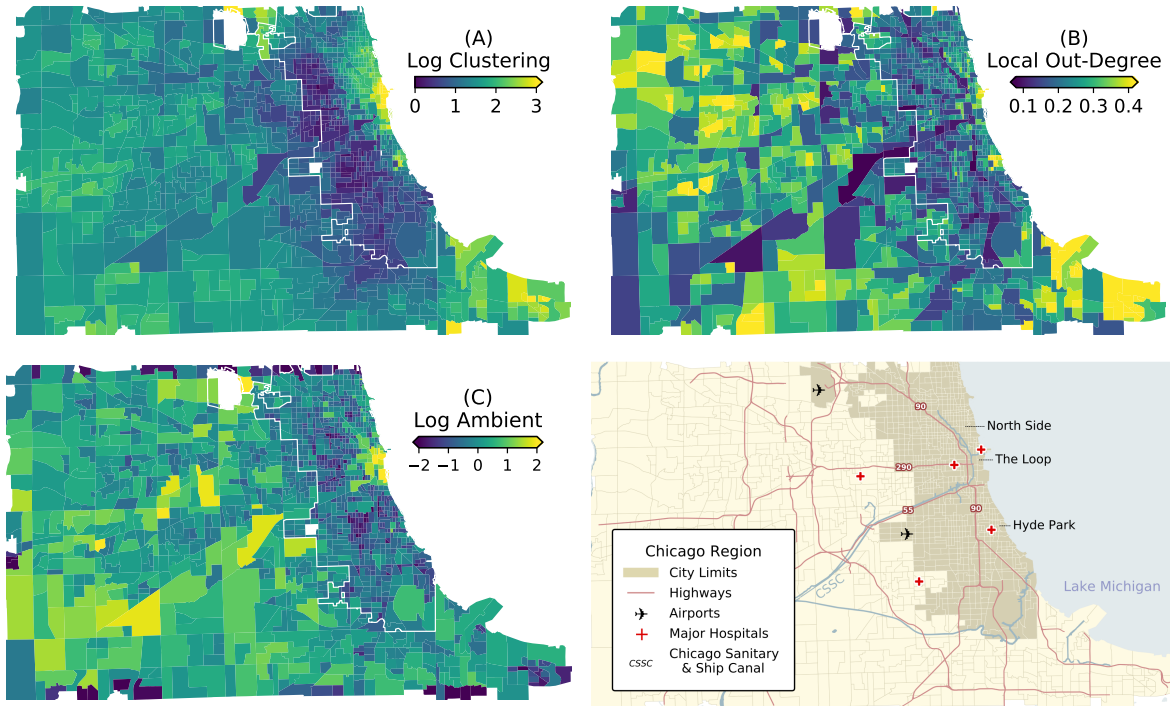 (A)
Log Clustering
0 1 2 3
(B)
Local Out-Degree
0.1 0.2 0.3 0.4
(C)
Log Ambient
−2 −1 0 1 2
90
North Side
The Loop
290
55
90
Hyde Park
CSSC
Lake Michigan
Chicago Region
City Limits
Highways
Airports
Major Hospitals
CSSC Chicago Sanitary
& Ship Canal